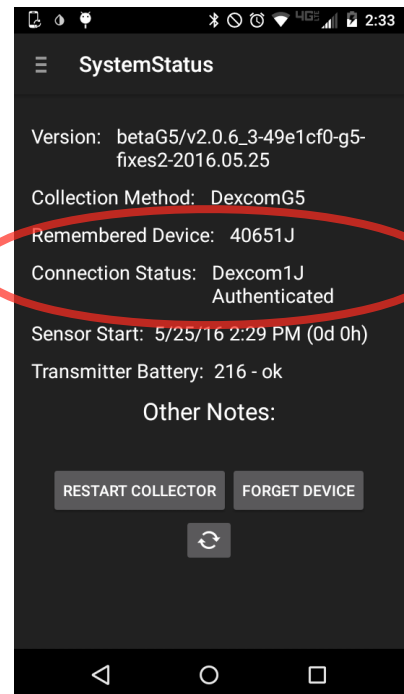 4GE 2:33
SystemStatus
Version: betaG5/v2.0.6_3-49e1cf0-g5-
fixes2-2016.05.25
Collection Method: DexcomG5
Remembered Device: 40651J
Connection Status: Dexcom1J
Authenticated
Sensor Start: 5/25/16 2:29 PM (0d 0h)
Transmitter Battery: 216 - ok
Other Notes:
RESTART COLLECTOR FORGET DEVICE